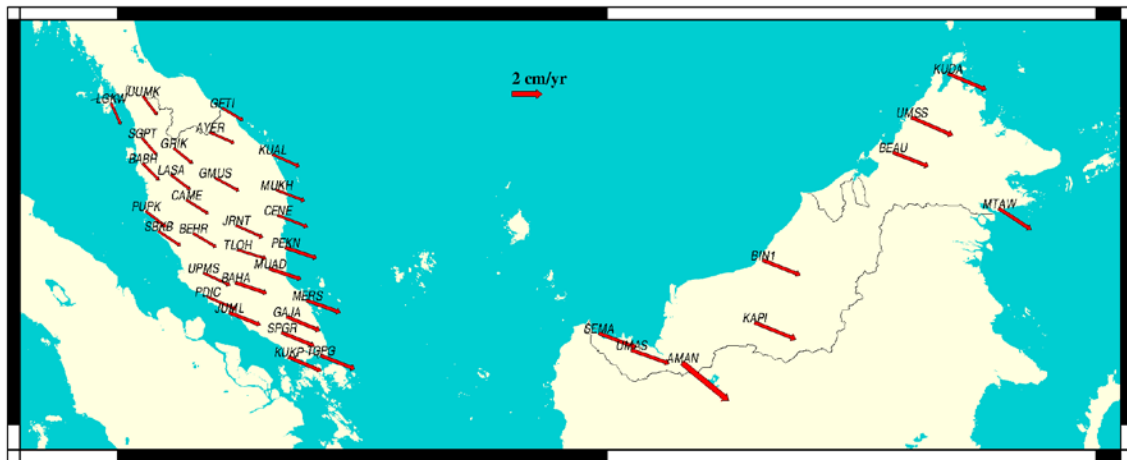 KUDA
2 cm/yr
UUMK
LGKW
GETI
UMSS
AYER
SGPT
GRIK
KUAL
BEAU
BABH
LASA
GMUS
MUKH
CAME
MTAW
PUPK
CENE
JRNT
SBKB
BEHR
TLOH
PEKN
BIN1
MUAD
UPMS
BAHA
PDIC
MERS
JUML
GAJA
KAPI
SPGR
SEMA
UMAS
KUKP
TGPG
AMAN